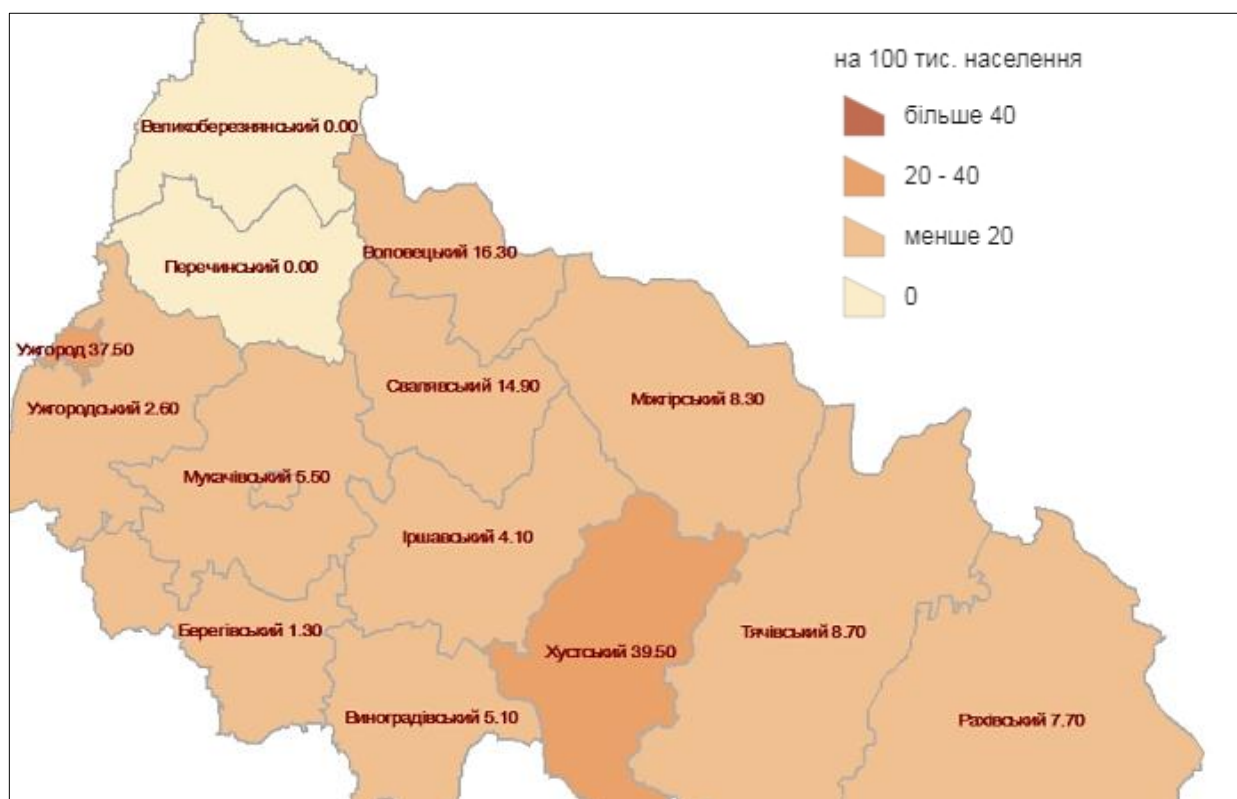 на 100 тис. населення
більше 40
20 - 40
менше 20
0
Великоберезнянський 0.00
Перечинський 0.00
Воловецький 16.30
Ужгород 37.50
Свалявський 14.90
Міжгірський 8.30
Ужгородський 2.60
Мукачівський 5.50
Іршавський 4.10
Берегівський 1.30
Хустський 39.50
Тячівський 8.70
Виноградівський 5.10
Рахівський 7.70